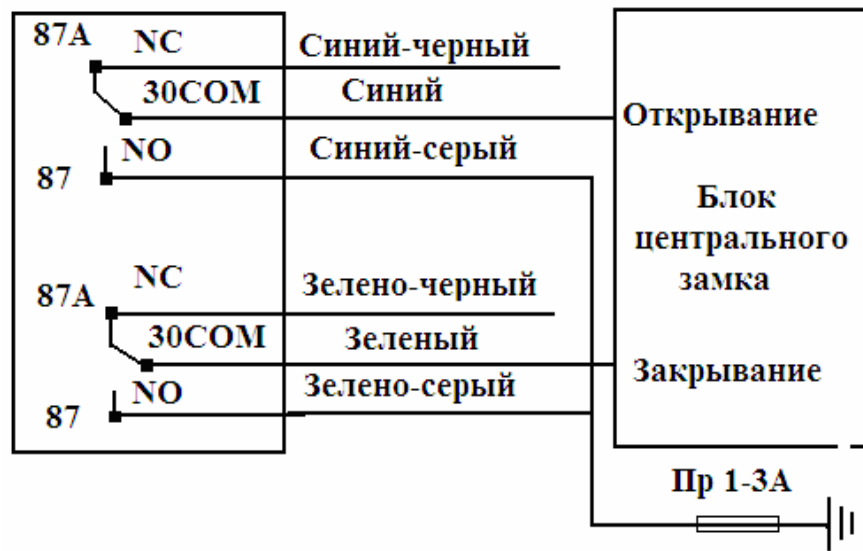 87A
NC
Синий-черный
30COM
Синий
Открывание
NO
Синий-серый
87
Блок
центрального
замка
NC
Зелено-черный
87A
30COM
Зеленый
Закрывание
NO
Зелено-серый
87
Пр 1-3А